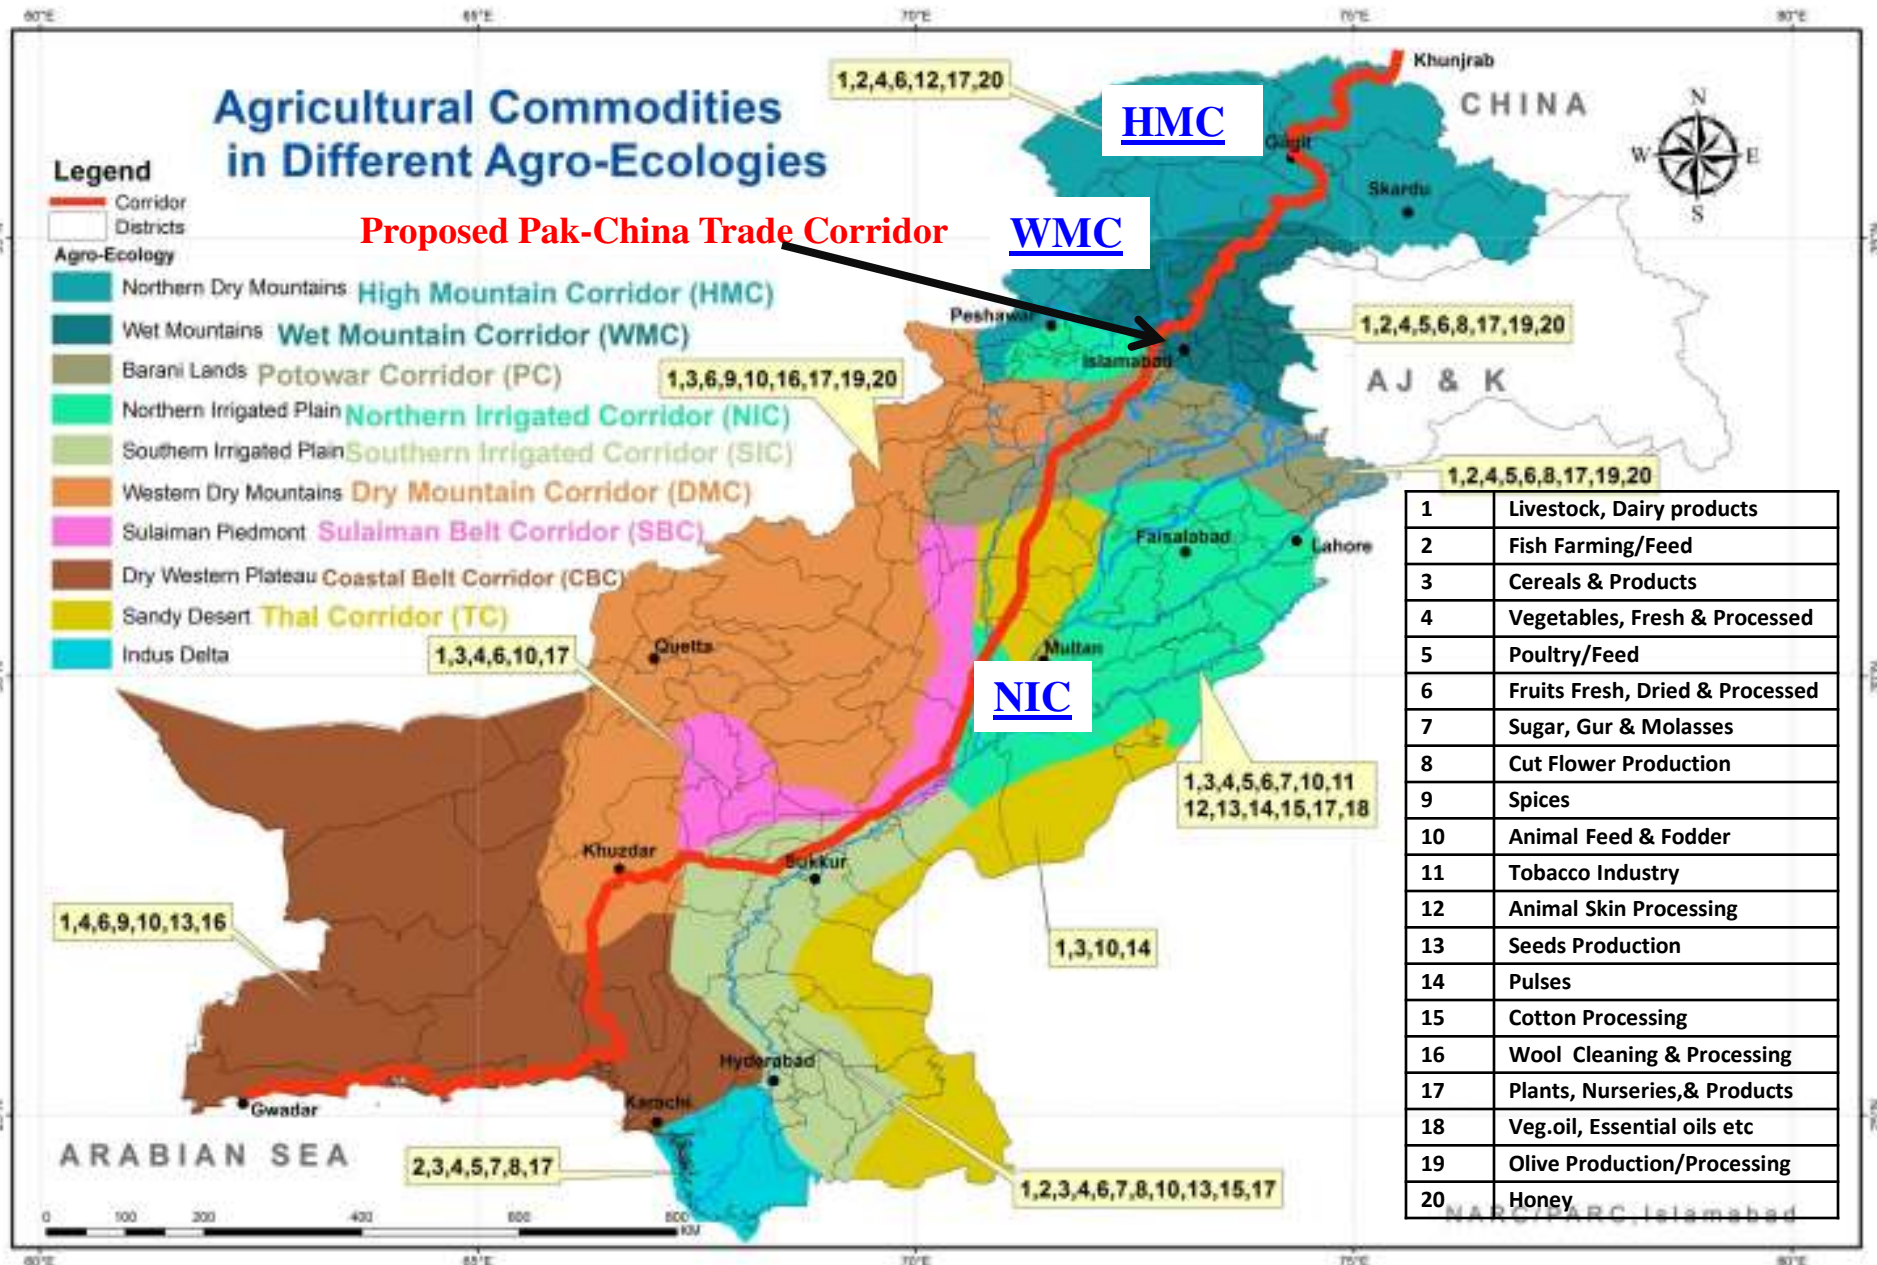 60°E 65°E 70°E 75°E 80°E
Agricultural Commodities
in Different Agro-Ecologies
Legend
Corridor
Districts
Agro-Ecology
Northern Dry Mountains High Mountain Corridor (HMC)
Wet Mountains Wet Mountain Corridor (WMC)
Barani Lands Potowar Corridor (PC)
Northern Irrigated Plain Northern Irrigated Corridor (NIC)
Southern Irrigated Plain Southern Irrigated Corridor (SIC)
Western Dry Mountains Dry Mountain Corridor (DMC)
Sulaiman Piedmont Sulaiman Belt Corridor (SBC)
Dry Western Plateau Coastal Belt Corridor (CBC)
Sandy Desert Thal Corridor (TC)
Indus Delta
Proposed Pak-China Trade Corridor
HMC
WMC
NIC
Khunjrab
CHINA
N
W E
S
Gilgit
Skardu
Peshawar
Islamabad
AJ & K
Faisalabad
Lahore
Multan
Quetta
Khuzdar
Sukkur
Hyderabad
Karachi
Gwadar
ARABIAN SEA
1,2,4,6,12,17,20
1,2,4,5,6,8,17,19,20
1,3,6,9,10,16,17,19,20
1,2,4,5,6,8,17,19,20
1,3,4,6,10,17
1,3,4,5,6,7,10,11
12,13,14,15,17,18
1,4,6,9,10,13,16
1,3,10,14
2,3,4,5,7,8,17
1,2,3,4,6,7,8,10,13,15,17
1 Livestock, Dairy products
2 Fish Farming/Feed
3 Cereals & Products
4 Vegetables, Fresh & Processed
5 Poultry/Feed
6 Fruits Fresh, Dried & Processed
7 Sugar, Gur & Molasses
8 Cut Flower Production
9 Spices
10 Animal Feed & Fodder
11 Tobacco Industry
12 Animal Skin Processing
13 Seeds Production
14 Pulses
15 Cotton Processing
16 Wool Cleaning & Processing
17 Plants, Nurseries,& Products
18 Veg.oil, Essential oils etc
19 Olive Production/Processing
20 Honey
NARC/PARC, Islamabad
0 100 200 400 600 800
KM
60°E 65°E 70°E 75°E 80°E